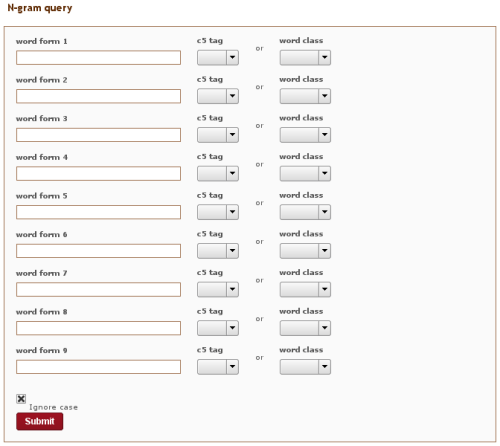 N-gram query
word form 1 c5 tag or word class
word form 2 c5 tag or word class
word form 3 c5 tag or word class
word form 4 c5 tag or word class
word form 5 c5 tag or word class
word form 6 c5 tag or word class
word form 7 c5 tag or word class
word form 8 c5 tag or word class
word form 9 c5 tag or word class
Ignore case
Submit